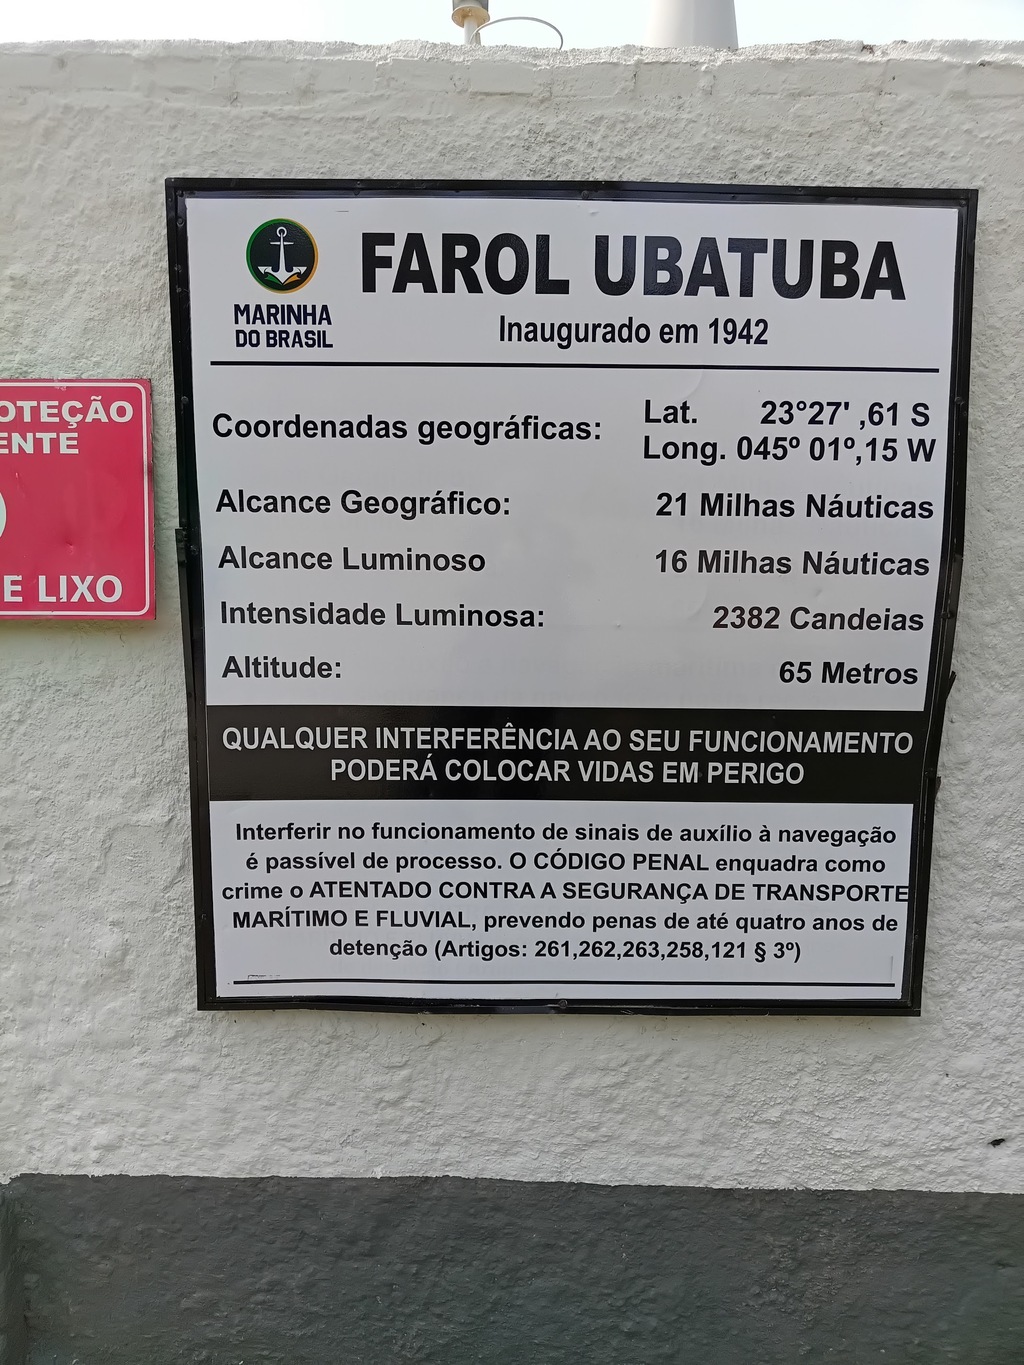 FAROL UBATUBA
MARINHA
DO BRASIL
Inaugurado em 1942
Coordenadas geográficas:
Lat. 23°27' ,61 S
Long. 045º 01º,15 W
Alcance Geográfico: 21 Milhas Náuticas
Alcance Luminoso 16 Milhas Náuticas
Intensidade Luminosa: 2382 Candeias
Altitude: 65 Metros
QUALQUER INTERFERÊNCIA AO SEU FUNCIONAMENTO
PODERÁ COLOCAR VIDAS EM PERIGO
Interferir no funcionamento de sinais de auxílio à navegação
é passível de processo. O CÓDIGO PENAL enquadra como
crime o ATENTADO CONTRA A SEGURANÇA DE TRANSPORTE
MARÍTIMO E FLUVIAL, prevendo penas de até quatro anos de
detenção (Artigos: 261,262,263,258,121 § 3º)
OTEÇÃO
ENTE
E LIXO